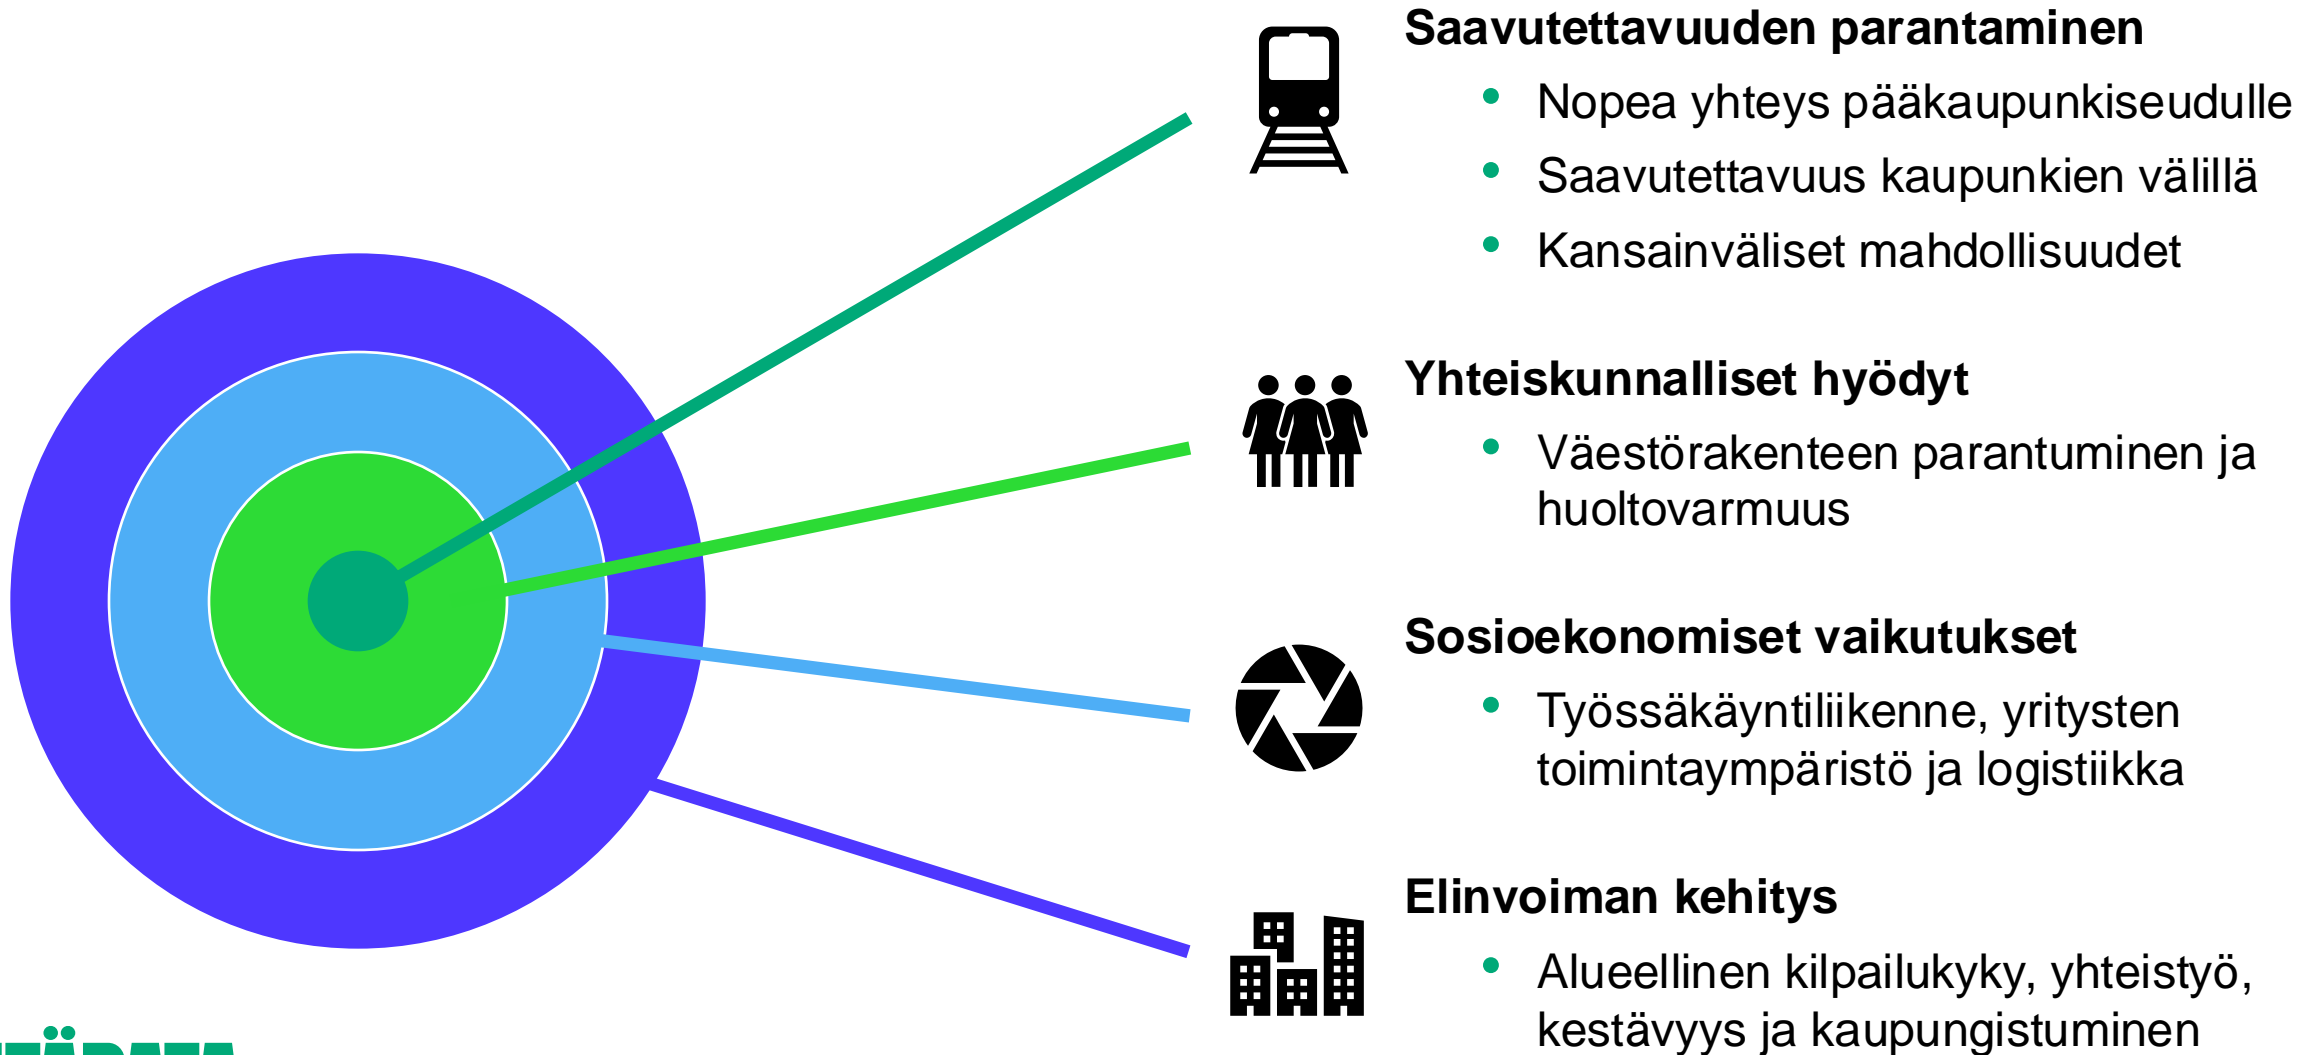 Saavutettavuuden parantaminen
• Nopea yhteys pääkaupunkiseudulle
• Saavutettavuus kaupunkien välillä
• Kansainväliset mahdollisuudet
Yhteiskunnalliset hyödyt
• Väestörakenteen parantuminen ja
huoltovarmuus
Sosioekonomiset vaikutukset
• Työssäkäyntiliikenne, yritysten
toimintaympäristö ja logistiikka
Elinvoiman kehitys
• Alueellinen kilpailukyky, yhteistyö,
kestävyys ja kaupungistuminen